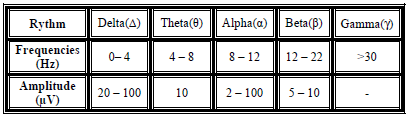 Rythm Delta(Δ) Theta(θ) Alpha(α) Beta(β) Gamma(γ)
Frequencies (Hz) 0– 4 4 – 8 8 – 12 12 – 22 >30
Amplitude (µV) 20 – 100 10 2 – 100 5 – 10 -